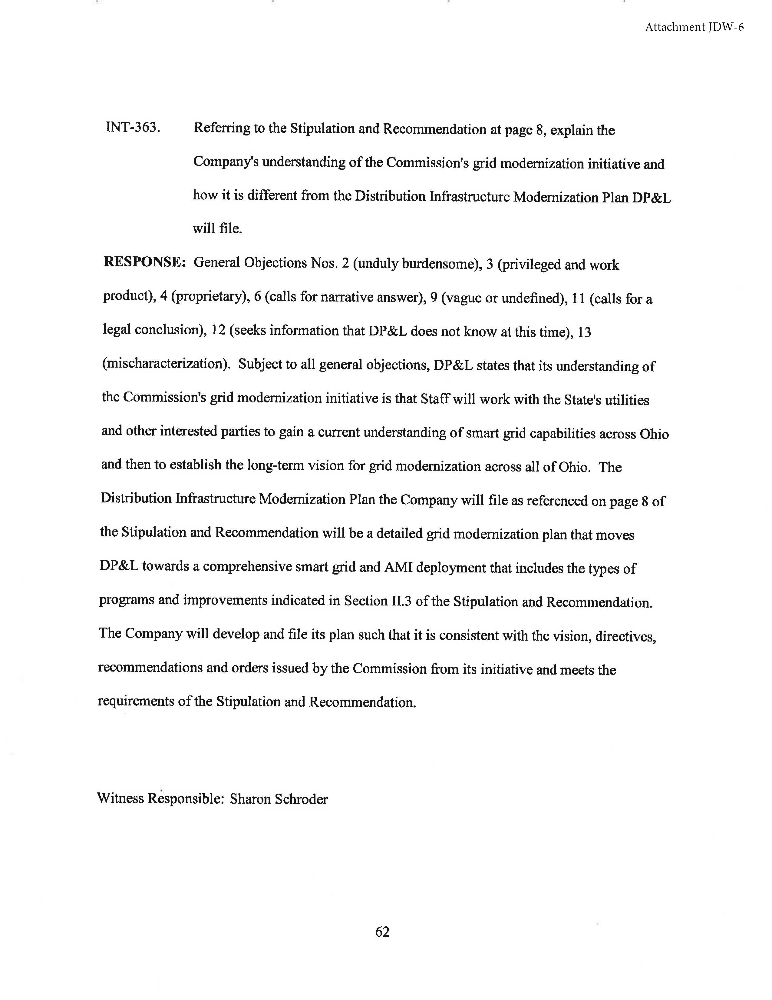 Attachment JDW-6
INT-363. Referring to the Stipulation and Recommendation at page 8, explain the
Company's understanding of the Commission's grid modernization initiative and
how it is different from the Distribution Infrastructure Modernization Plan DP&L
will file.
RESPONSE: General Objections Nos. 2 (unduly burdensome), 3 (privileged and work
product), 4 (proprietary), 6 (calls for narrative answer), 9 (vague or undefined), 11 (calls for a
legal conclusion), 12 (seeks information that DP&L does not know at this time), 13
(mischaracterization). Subject to all general objections, DP&L states that its understanding of
the Commission's grid modernization initiative is that Staff will work with the State's utilities
and other interested parties to gain a current understanding of smart grid capabilities across Ohio
and then to establish the long-term vision for grid modernization across all of Ohio. The
Distribution Infrastructure Modernization Plan the Company will file as referenced on page 8 of
the Stipulation and Recommendation will be a detailed grid modernization plan that moves
DP&L towards a comprehensive smart grid and AMI deployment that includes the types of
programs and improvements indicated in Section II.3 of the Stipulation and Recommendation.
The Company will develop and file its plan such that it is consistent with the vision, directives,
recommendations and orders issued by the Commission from its initiative and meets the
requirements of the Stipulation and Recommendation.
Witness Responsible: Sharon Schroder
62